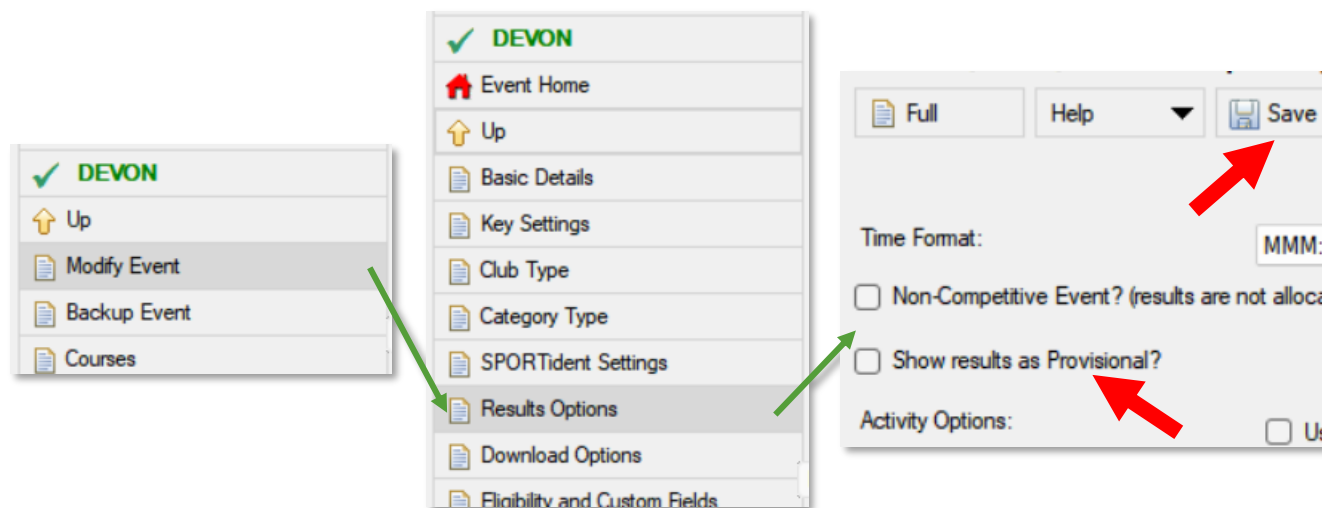 DEVON
Up
Modify Event
Backup Event
Courses
DEVON
Event Home
Up
Basic Details
Key Settings
Club Type
Category Type
SPORTident Settings
Results Options
Download Options
Eligibility and Custom Fields
Full Help Save
Time Format: MMM:
Non-Competitive Event? (results are not alloca
Show results as Provisional?
Activity Options: Us